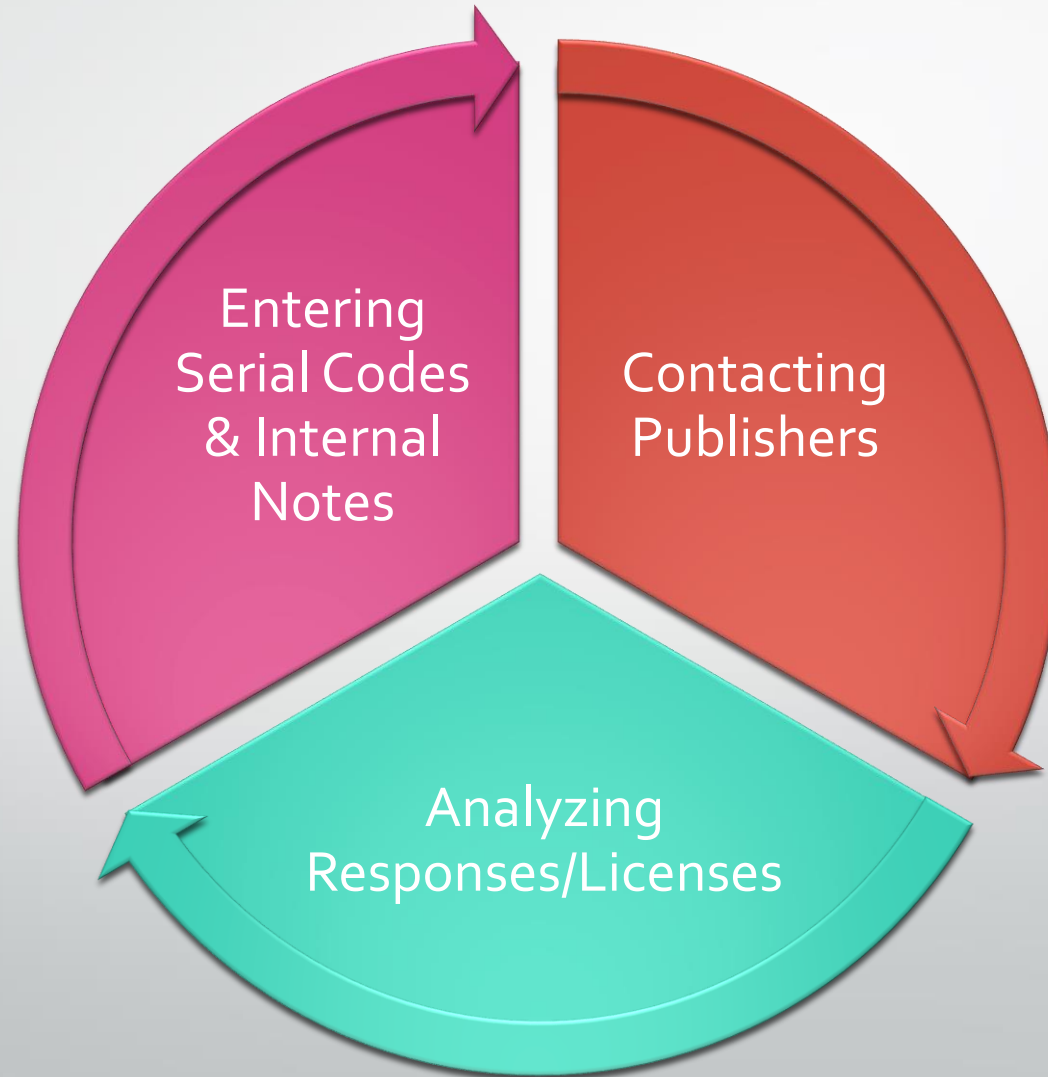 Entering
Serial Codes
& Internal
Notes
Contacting
Publishers
Analyzing
Responses/Licenses